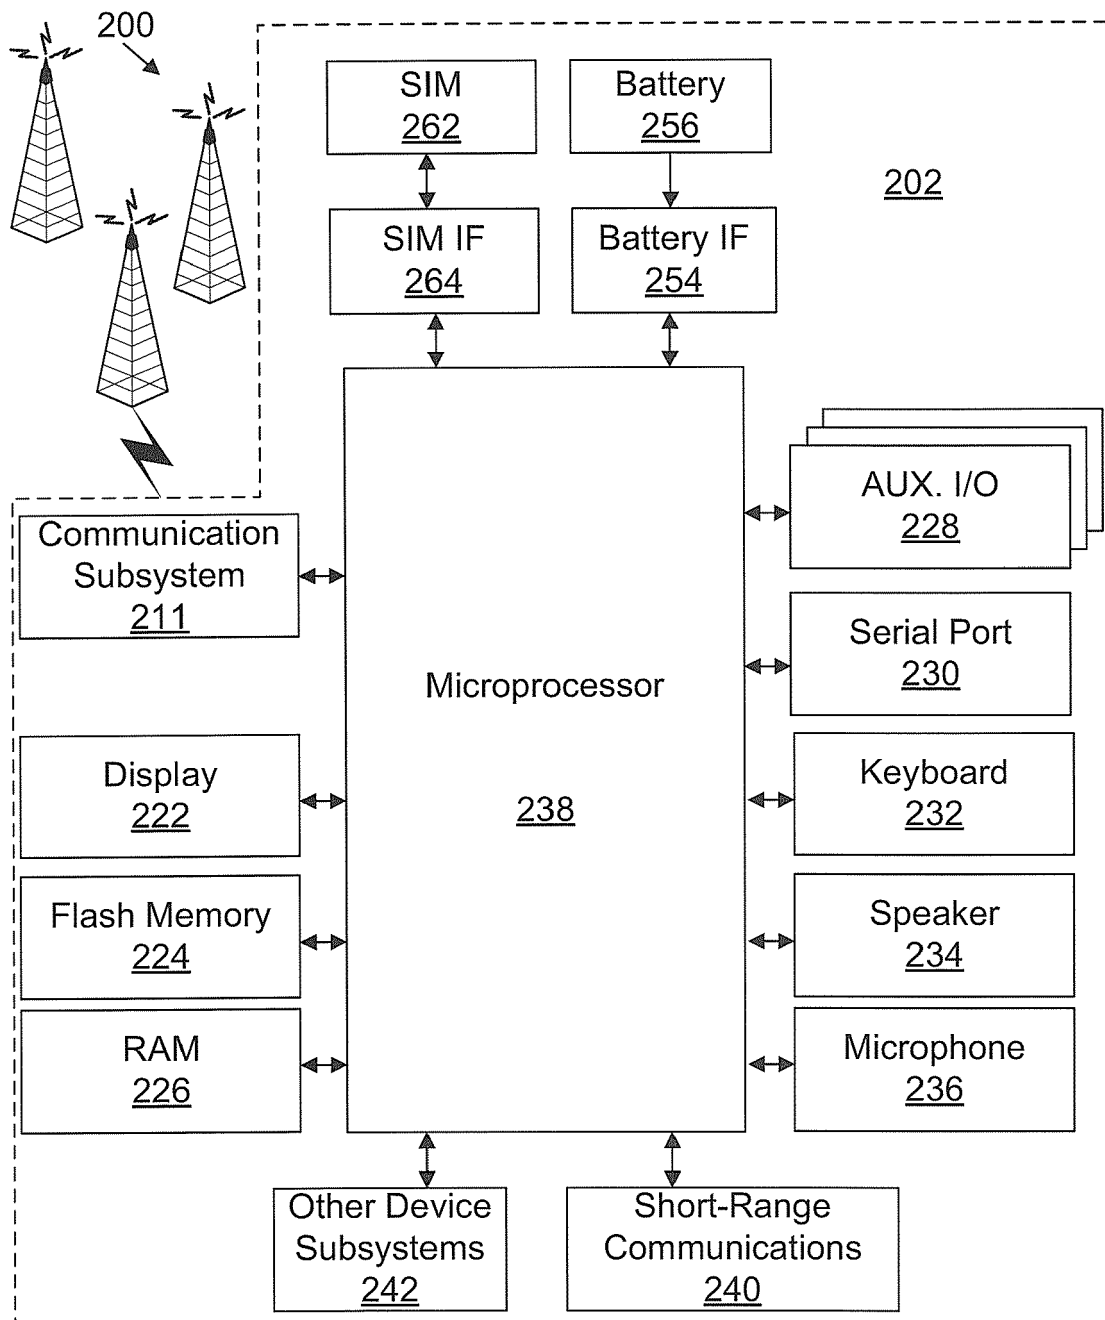 200
SIM
262
Battery
256
202
SIM IF
264
Battery IF
254
AUX. I/O
228
Communication
Subsystem
211
Serial Port
230
Microprocessor
238
Display
222
Keyboard
232
Flash Memory
224
Speaker
234
RAM
226
Microphone
236
Other Device
Subsystems
242
Short-Range
Communications
240